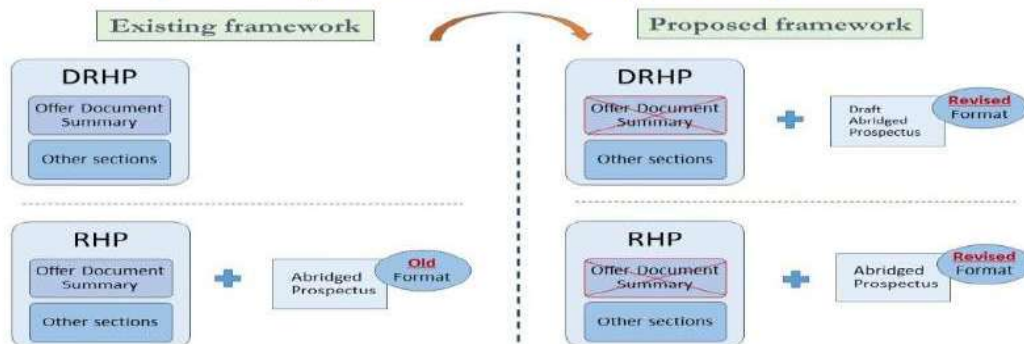 Existing framework
Proposed framework
DRHP
Offer Document
Summary
Other sections
DRHP
Offer Document
Summary
Other sections
Draft
Abridged
Prospectus
Revised
Format
RHP
Offer Document
Summary
Other sections
Abridged
Prospectus
Old
Format
RHP
Offer Document
Summary
Other sections
Abridged
Prospectus
Revised
Format